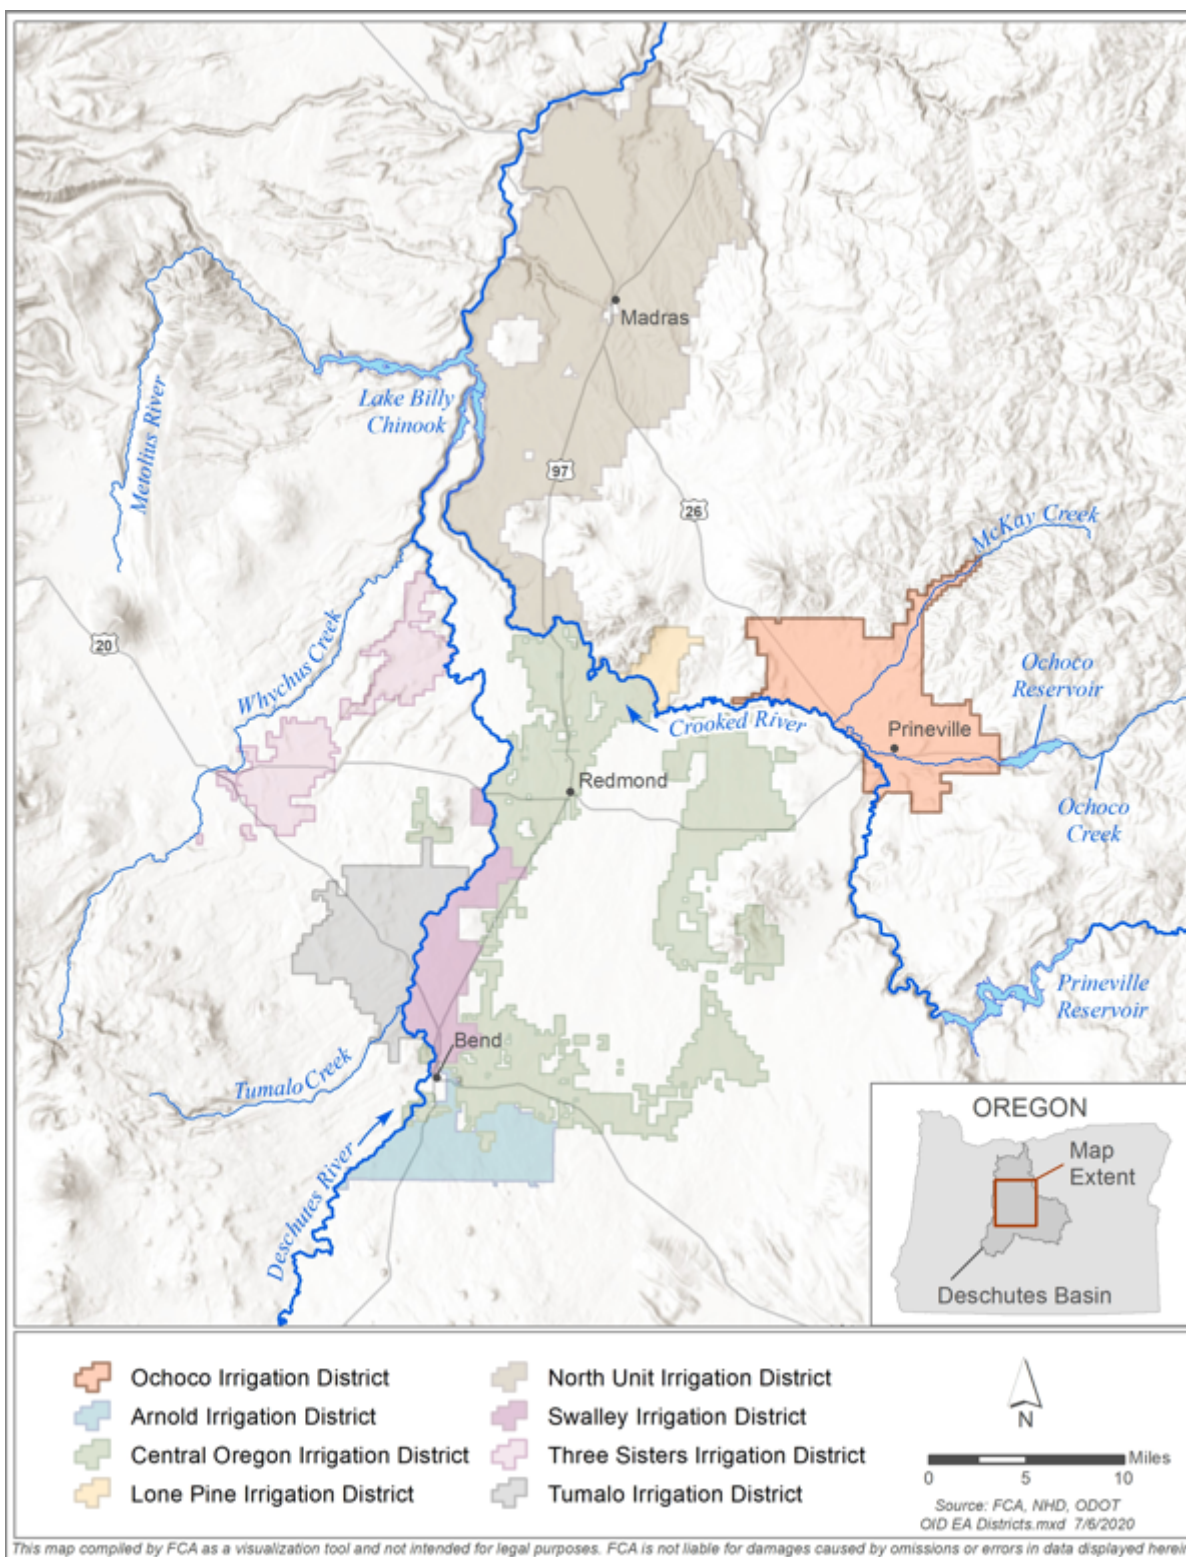 Madras
Lake Billy
Chinook
Metolius River
97
26
McKay Creek
20
Whychus Creek
Ochoco
Reservoir
Crooked River
Prineville
Redmond
Ochoco
Creek
Prineville
Reservoir
Bend
Tumalo Creek
Deschutes River
OREGON
Map
Extent
Deschutes Basin
Ochoco Irrigation District
Arnold Irrigation District
Central Oregon Irrigation District
Lone Pine Irrigation District
North Unit Irrigation District
Swalley Irrigation District
Three Sisters Irrigation District
Tumalo Irrigation District
N
Miles
0 5 10
Source: FCA, NHD, ODOT
OID EA Districts.mxd 7/6/2020
This map compiled by FCA as a visualization tool and not intended for legal purposes. FCA is not liable for damages caused by omissions or errors in data displayed herein